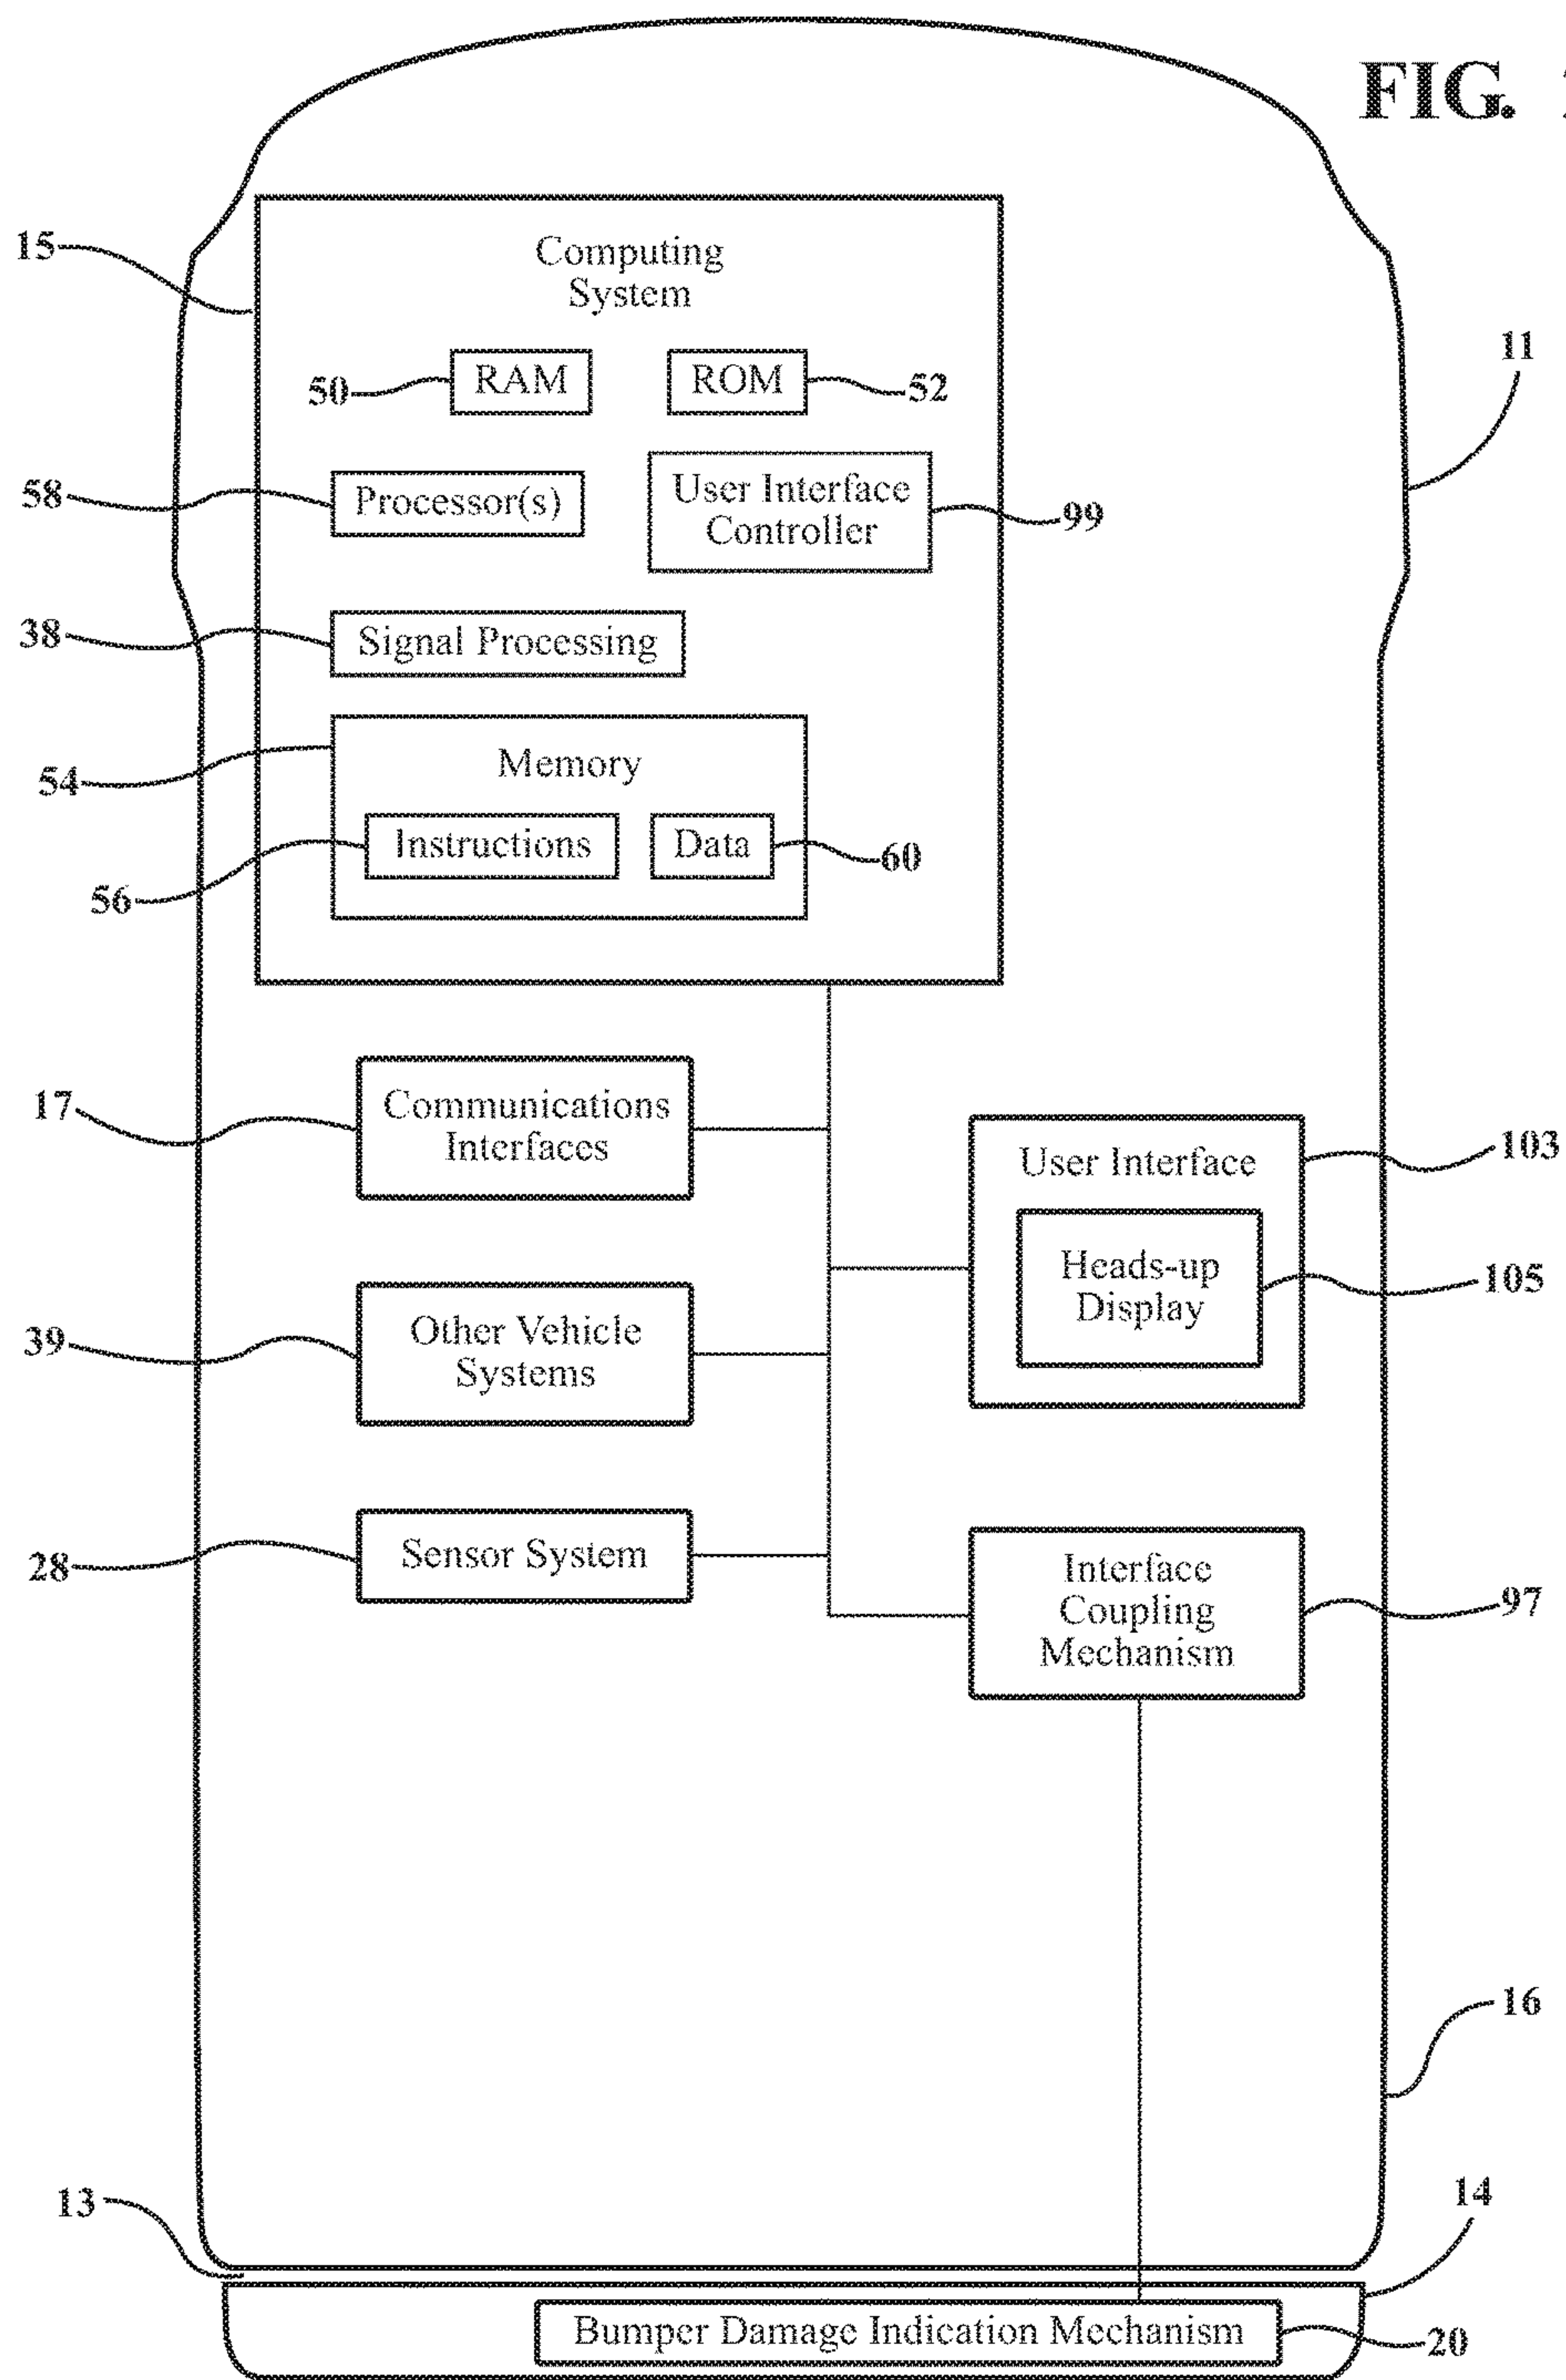 FIG.
15
Computing
System
11
50
RAM
ROM
52
58
Processor(s)
User Interface
Controller
99
38
Signal Processing
54
Memory
Instructions
Data
60
56
17
Communications
Interfaces
User Interface
103
Heads-up
Display
105
39
Other Vehicle
Systems
28
Sensor System
Interface
Coupling
Mechanism
97
16
13
14
Bumper Damage Indication Mechanism
20